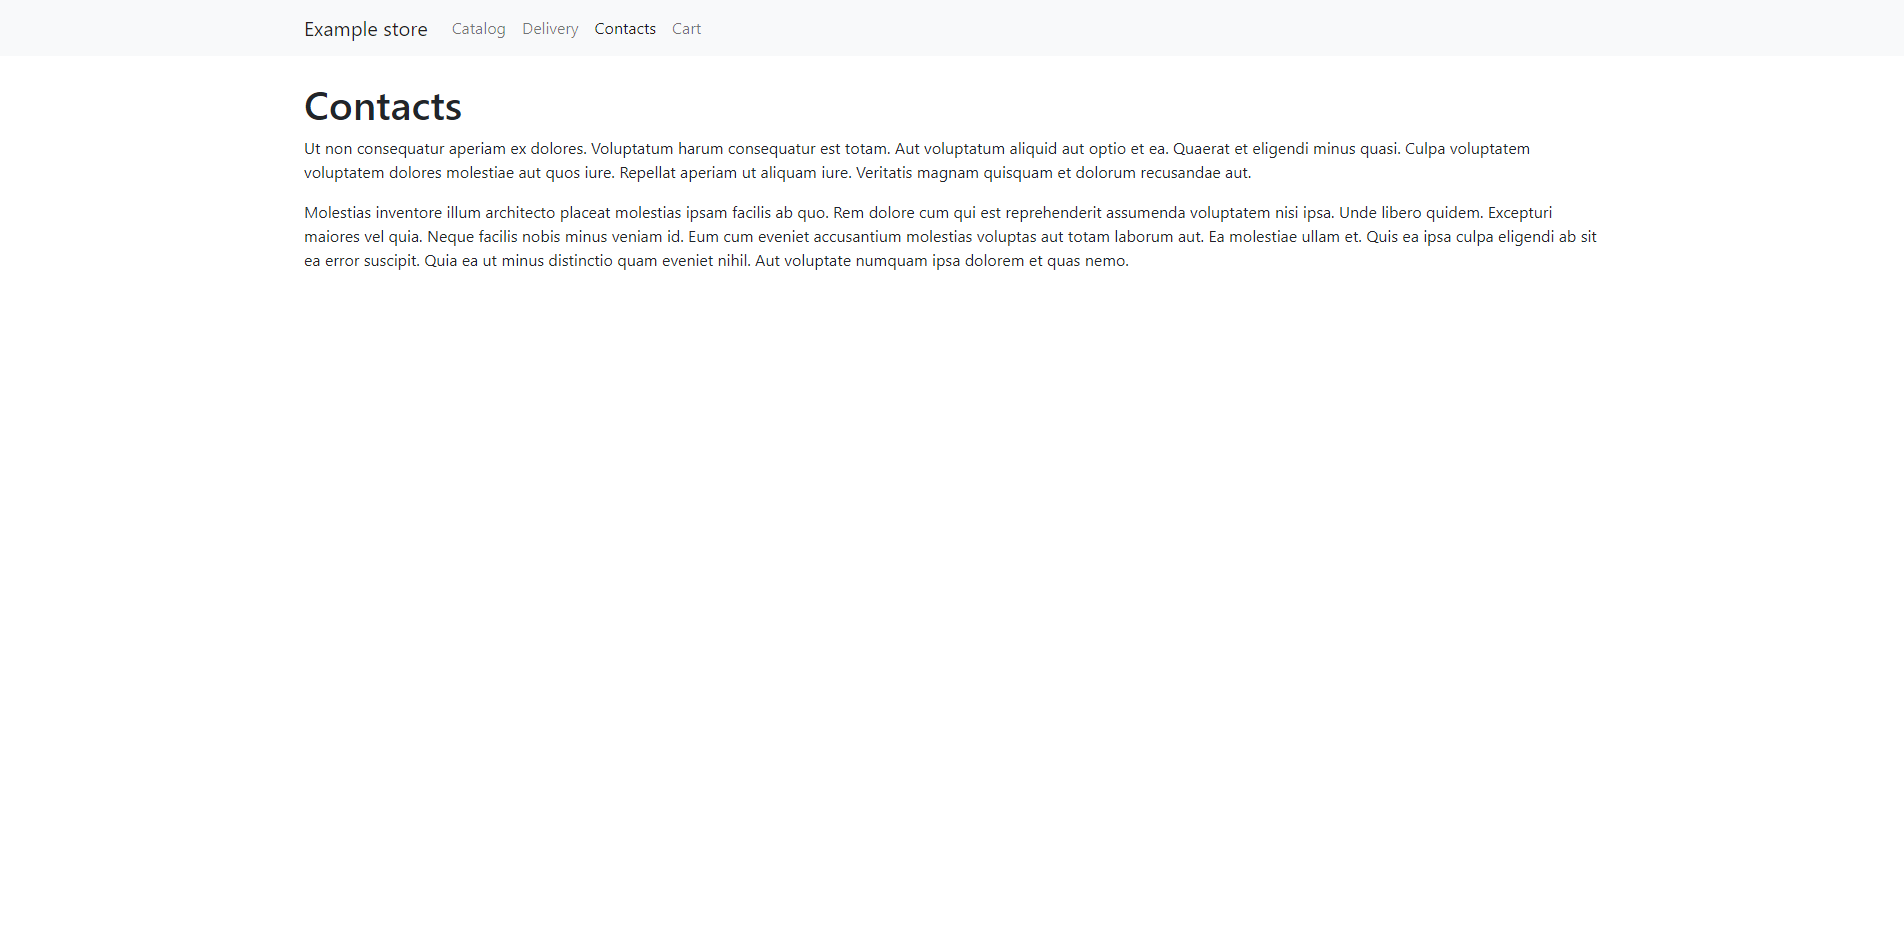 Example store Catalog Delivery Contacts Cart
Contacts
Ut non consequatur aperiam ex dolores. Voluptatum harum consequatur est totam. Aut voluptatum aliquid aut optio et ea. Quaerat et eligendi minus quasi. Culpa voluptatem
voluptatem dolores molestiae aut quos iure. Repellat aperiam ut aliquam iure. Veritatis magnam quisquam et dolorum recusandae aut.
Molestias inventore illum architecto placeat molestias ipsam facilis ab quo. Rem dolore cum qui est reprehenderit assumenda voluptatem nisi ipsa. Unde libero quidem. Excepturi
maiores vel quia. Neque facilis nobis minus veniam id. Eum cum eveniet accusantium molestias voluptas aut totam laborum aut. Ea molestiae ullam et. Quis ea ipsa culpa eligendi ab sit
ea error suscipit. Quia ea ut minus distinctio quam eveniet nihil. Aut voluptate numquam ipsa dolorem et quas nemo.